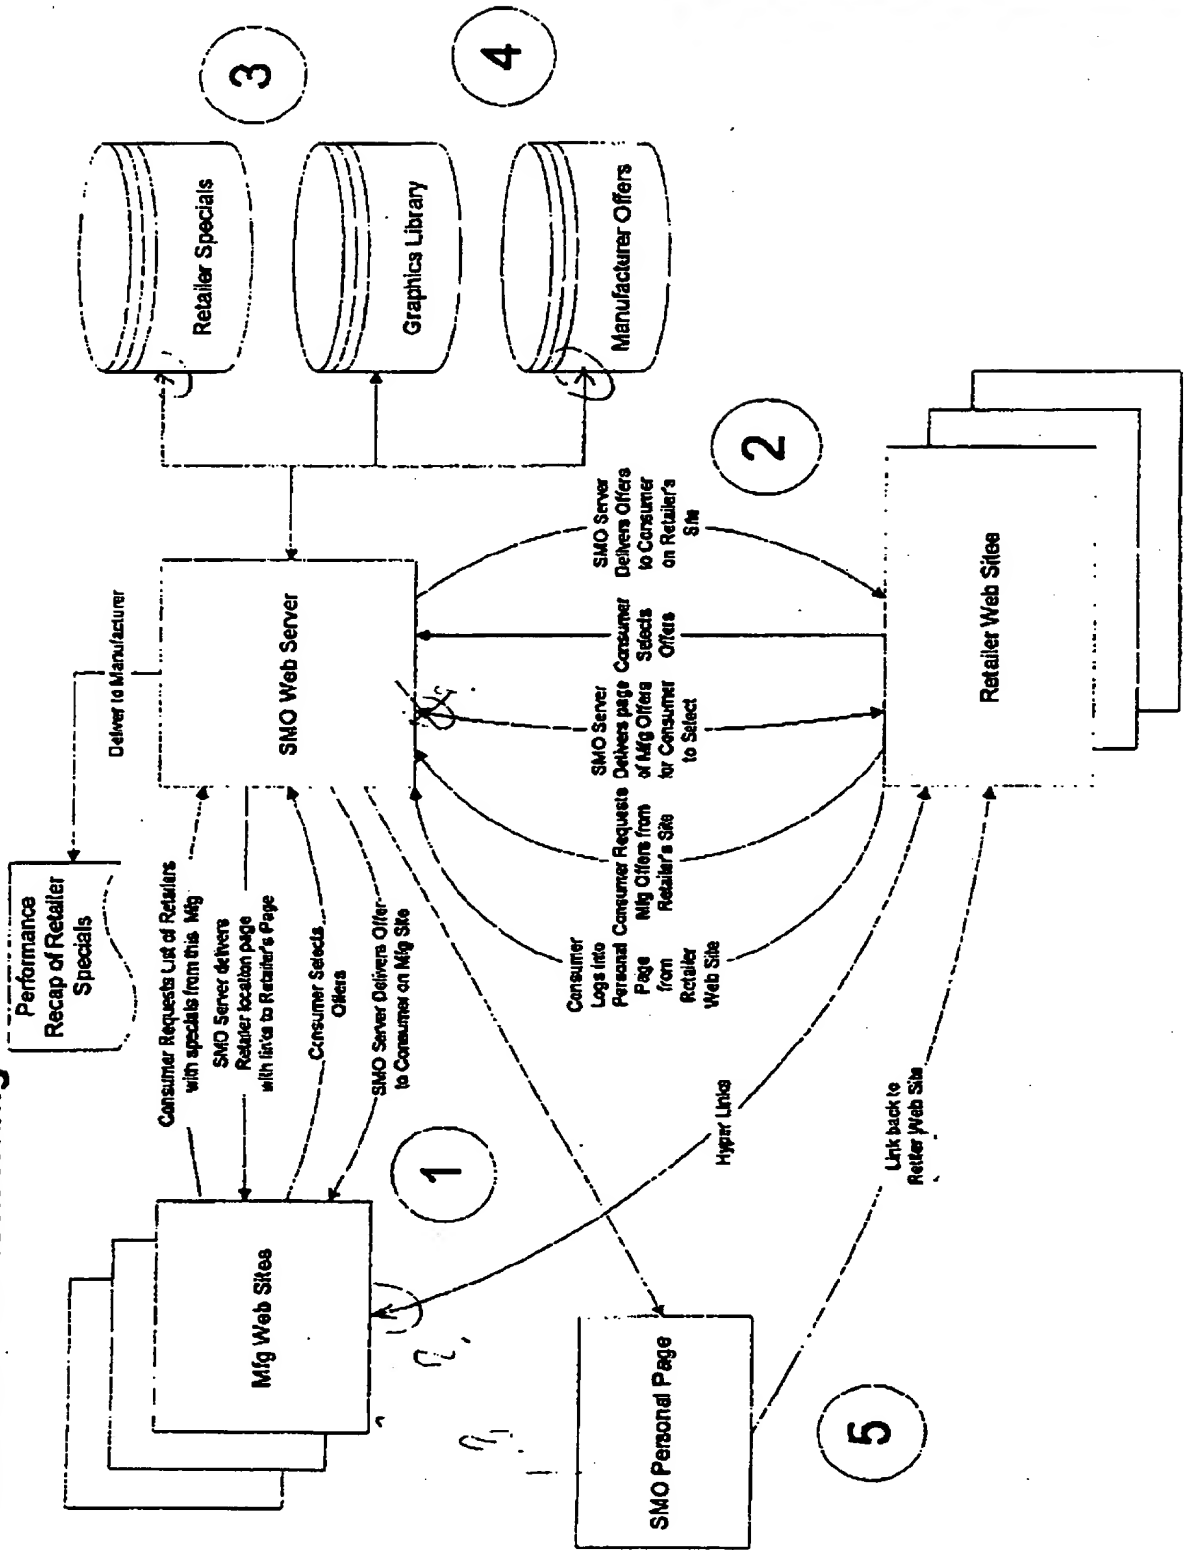 Performance
Recap of Retailer
Specials
Deliver to Manufacturer
Consumer Requests List of Retailers
with specials from this Mfg
SMO Server delivers
Retailer location page
with links to Retailer's Page
Consumer Selects
Offers
SMO Server Delivers Offer
to Consumer on Mfg Site
Mfg Web Sites
1
SMO Web Server
Retailer Specials
3
Graphics Library
Manufacturer Offers
4
Consumer
Logs into
Personal
Page
from
Retailer
Web Site
Consumer Requests
Mfg Offers from
Retailer's Site
SMO Server
Delivers page
of Mfg Offers
for Consumer
to Select
Consumer
Selects
Offers
SMO Server
Delivers Offers
to Consumer
on Retailer's
Site
2
Hyper Links
Retailer Web Sites
SMO Personal Page
5
Link back to
Retiler Web Site